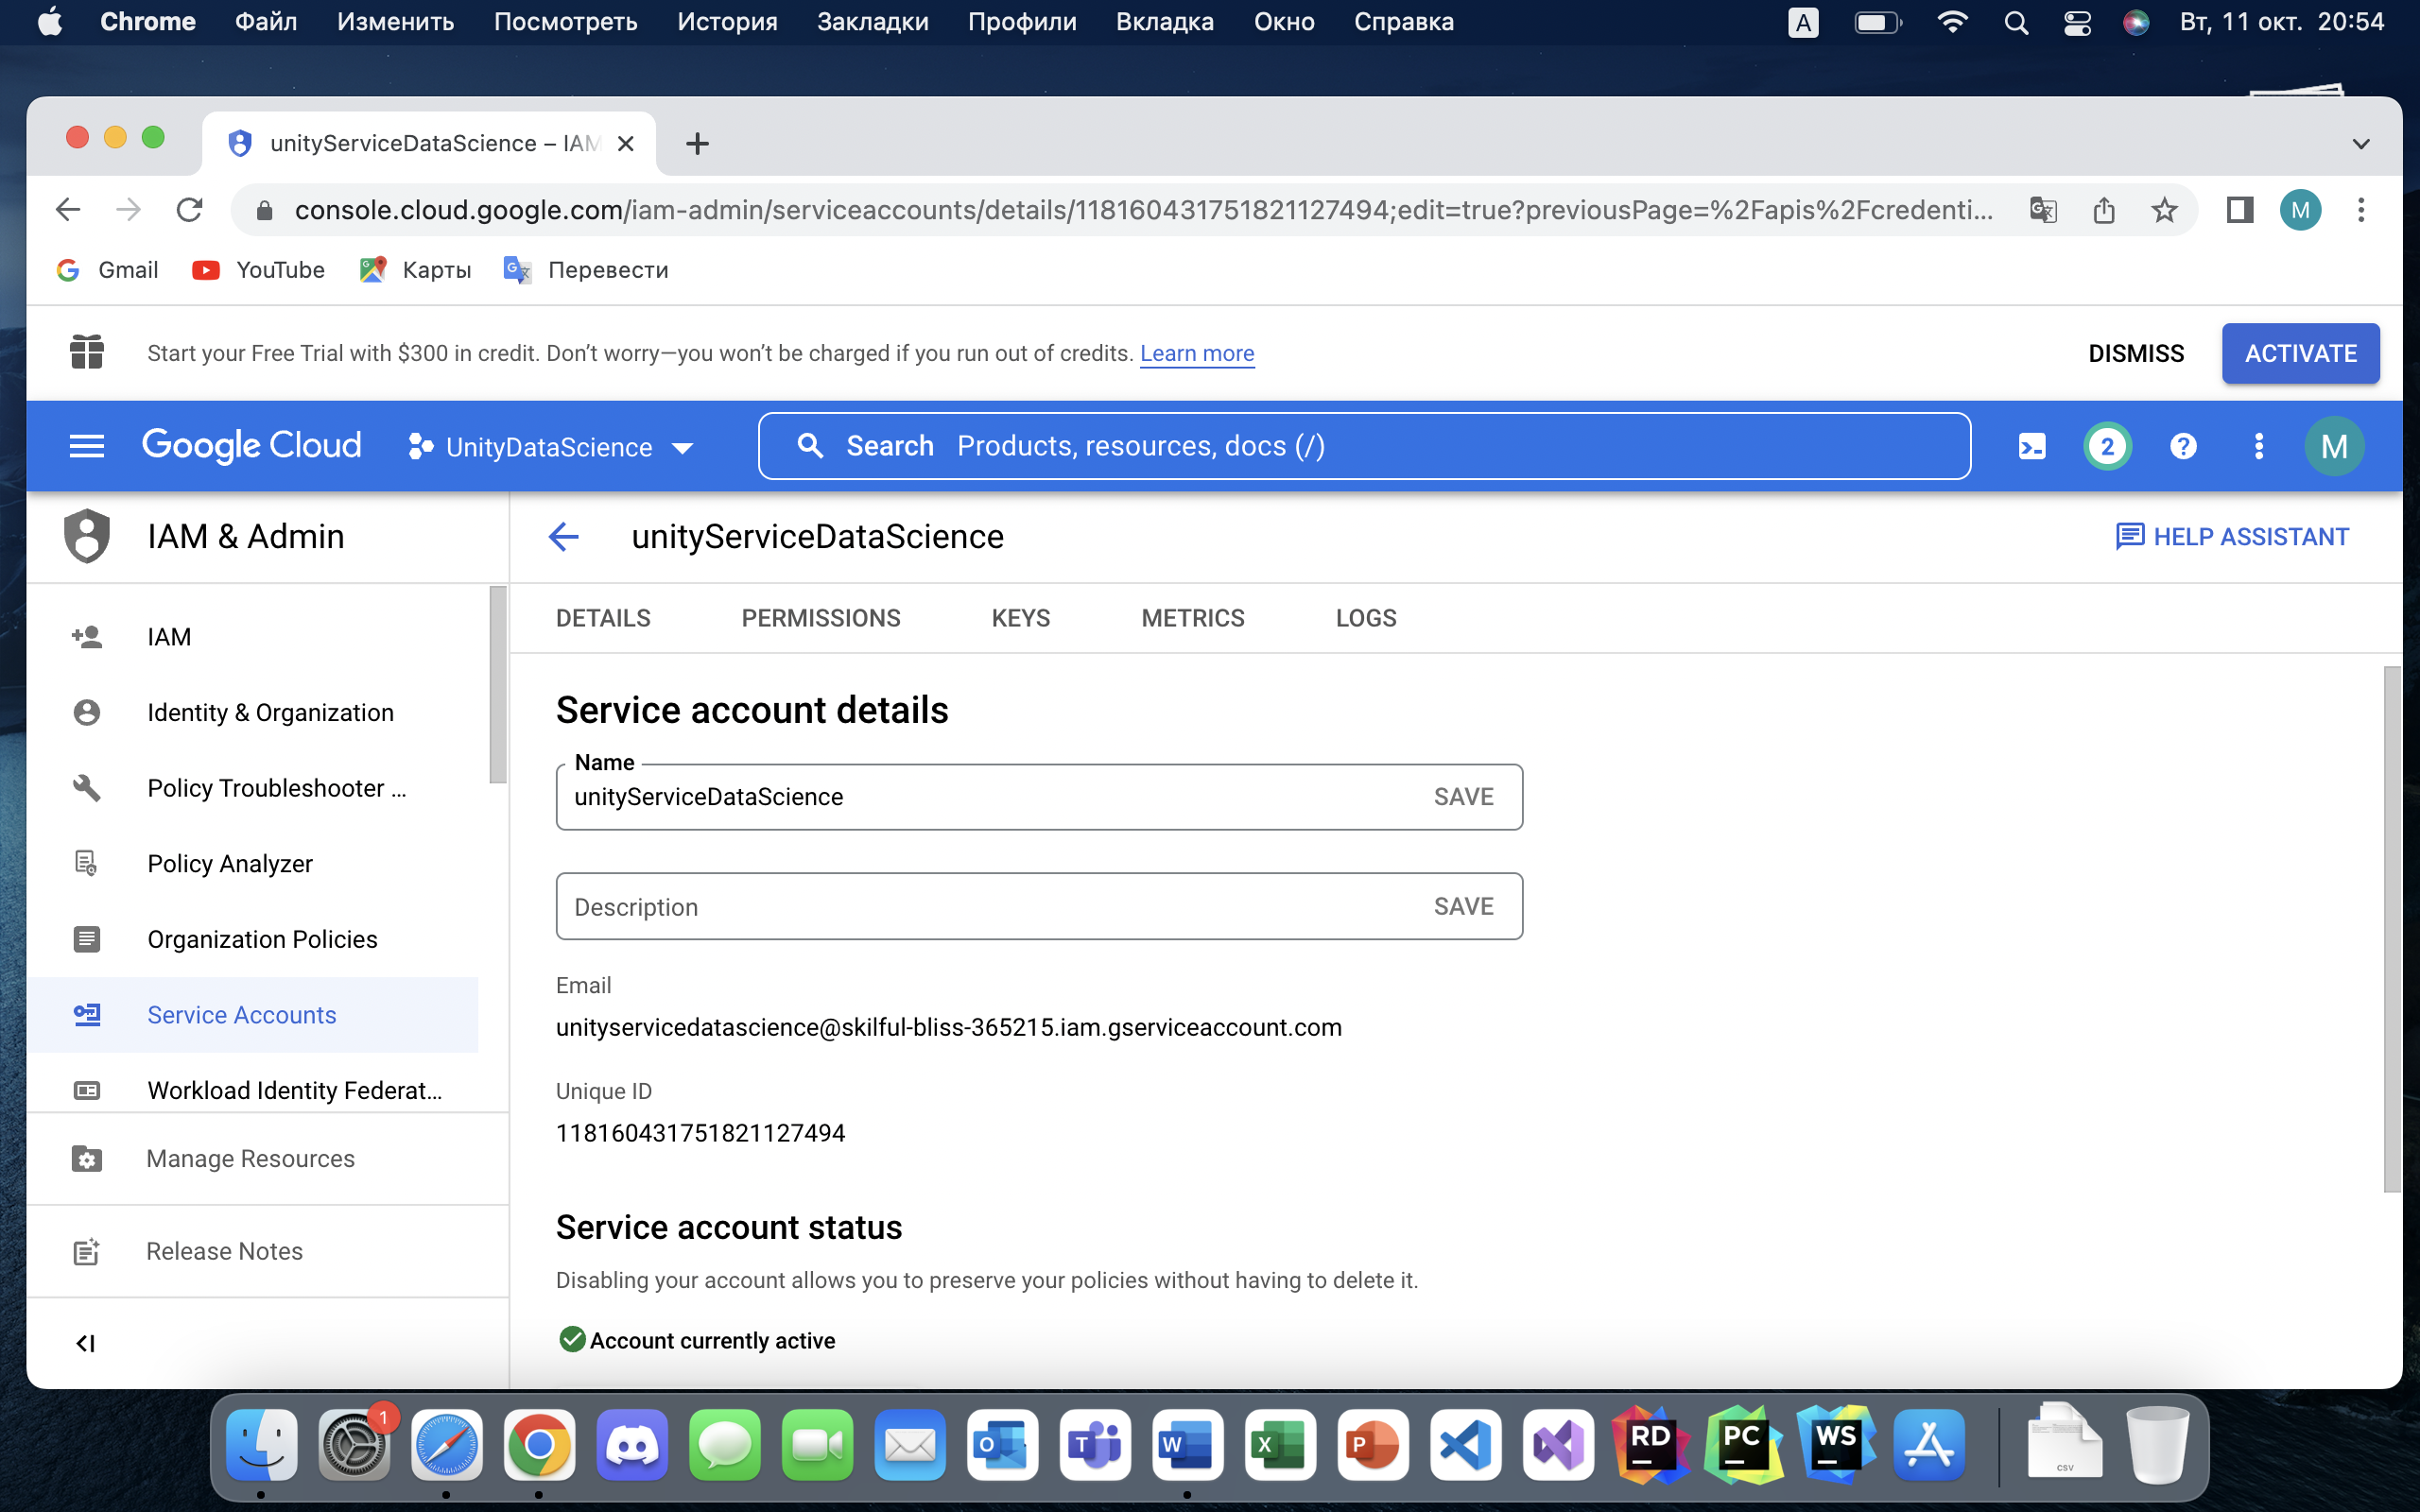 Chrome Файл Изменить Посмотреть История Закладки Профили Вкладка Окно Справка A Вт, 11 окт. 20:54
unityServiceDataScience – IAM
console.cloud.google.com/iam-admin/serviceaccounts/details/118160431751821127494;edit=true?previousPage=%2Fapis%2Fcredenti... M
Gmail YouTube Карты Перевести
Start your Free Trial with $300 in credit. Don’t worry—you won’t be charged if you run out of credits. Learn more DISMISS ACTIVATE
Google Cloud UnityDataScience Search Products, resources, docs (/) 2 ? M
IAM & Admin unityServiceDataScience HELP ASSISTANT
DETAILS PERMISSIONS KEYS METRICS LOGS
IAM
Identity & Organization
Policy Troubleshooter ...
Policy Analyzer
Organization Policies
Service Accounts
Workload Identity Federat...
Manage Resources
Release Notes
Service account details
Name
unityServiceDataScience SAVE
Description SAVE
Email
unityservicedatascience@skilful-bliss-365215.iam.gserviceaccount.com
Unique ID
118160431751821127494
Service account status
Disabling your account allows you to preserve your policies without having to delete it.
Account currently active
1
O T W X P RD PC WS CSV